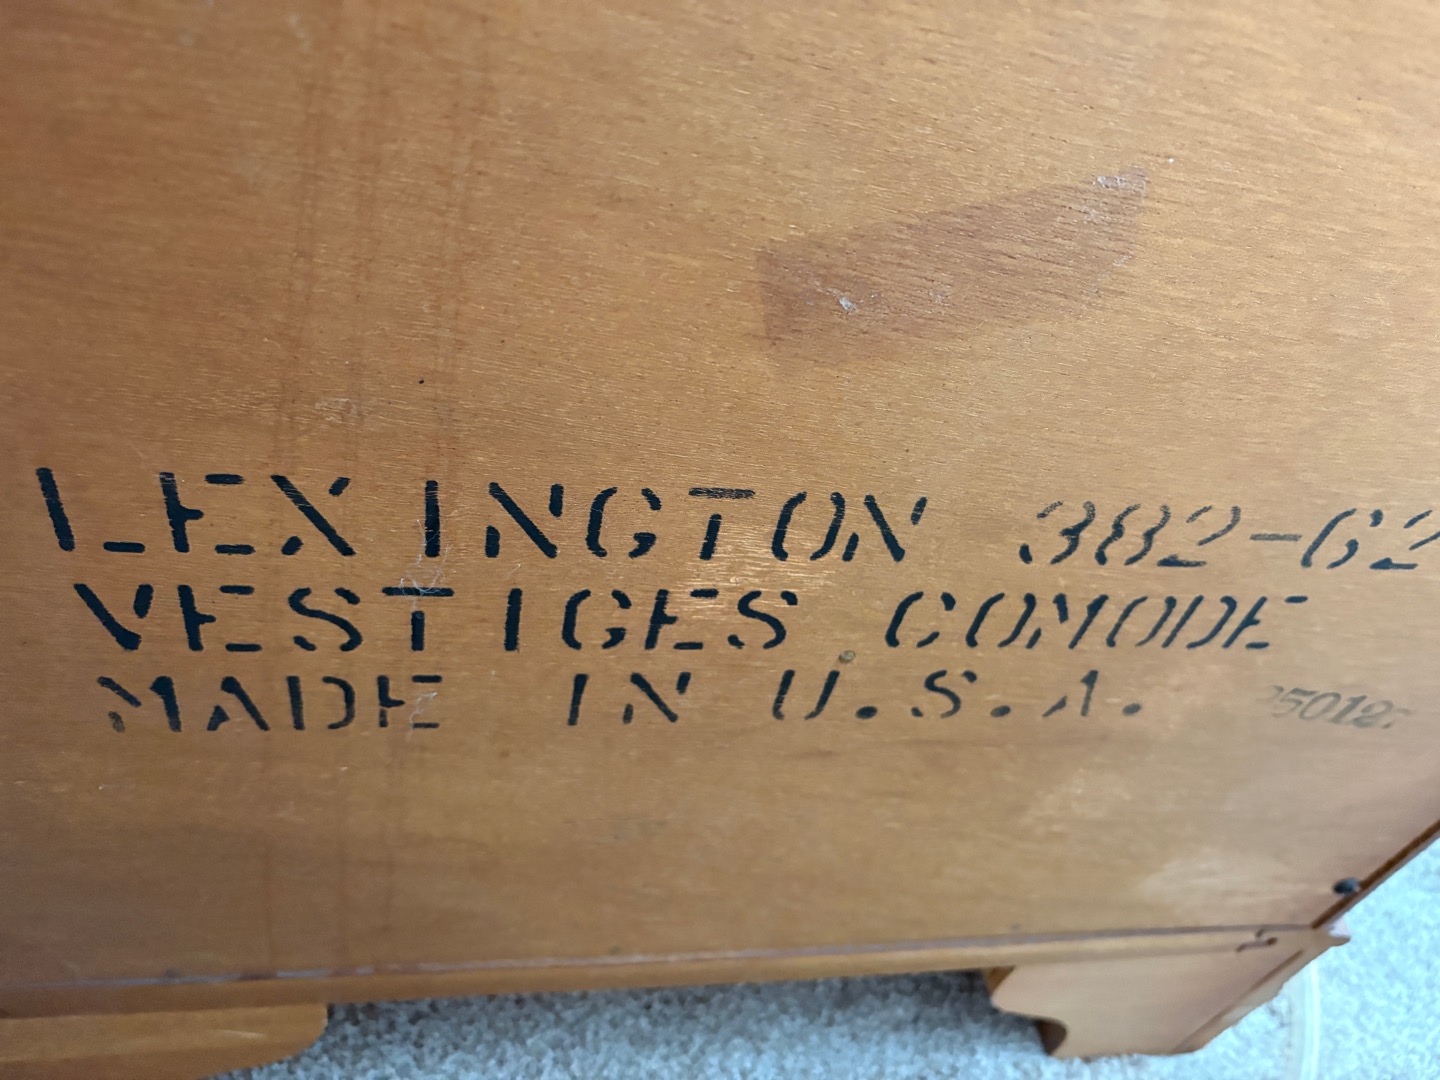 LEXINGTON 382-62
VESTIGES COMODE
MADE IN U.S.A.